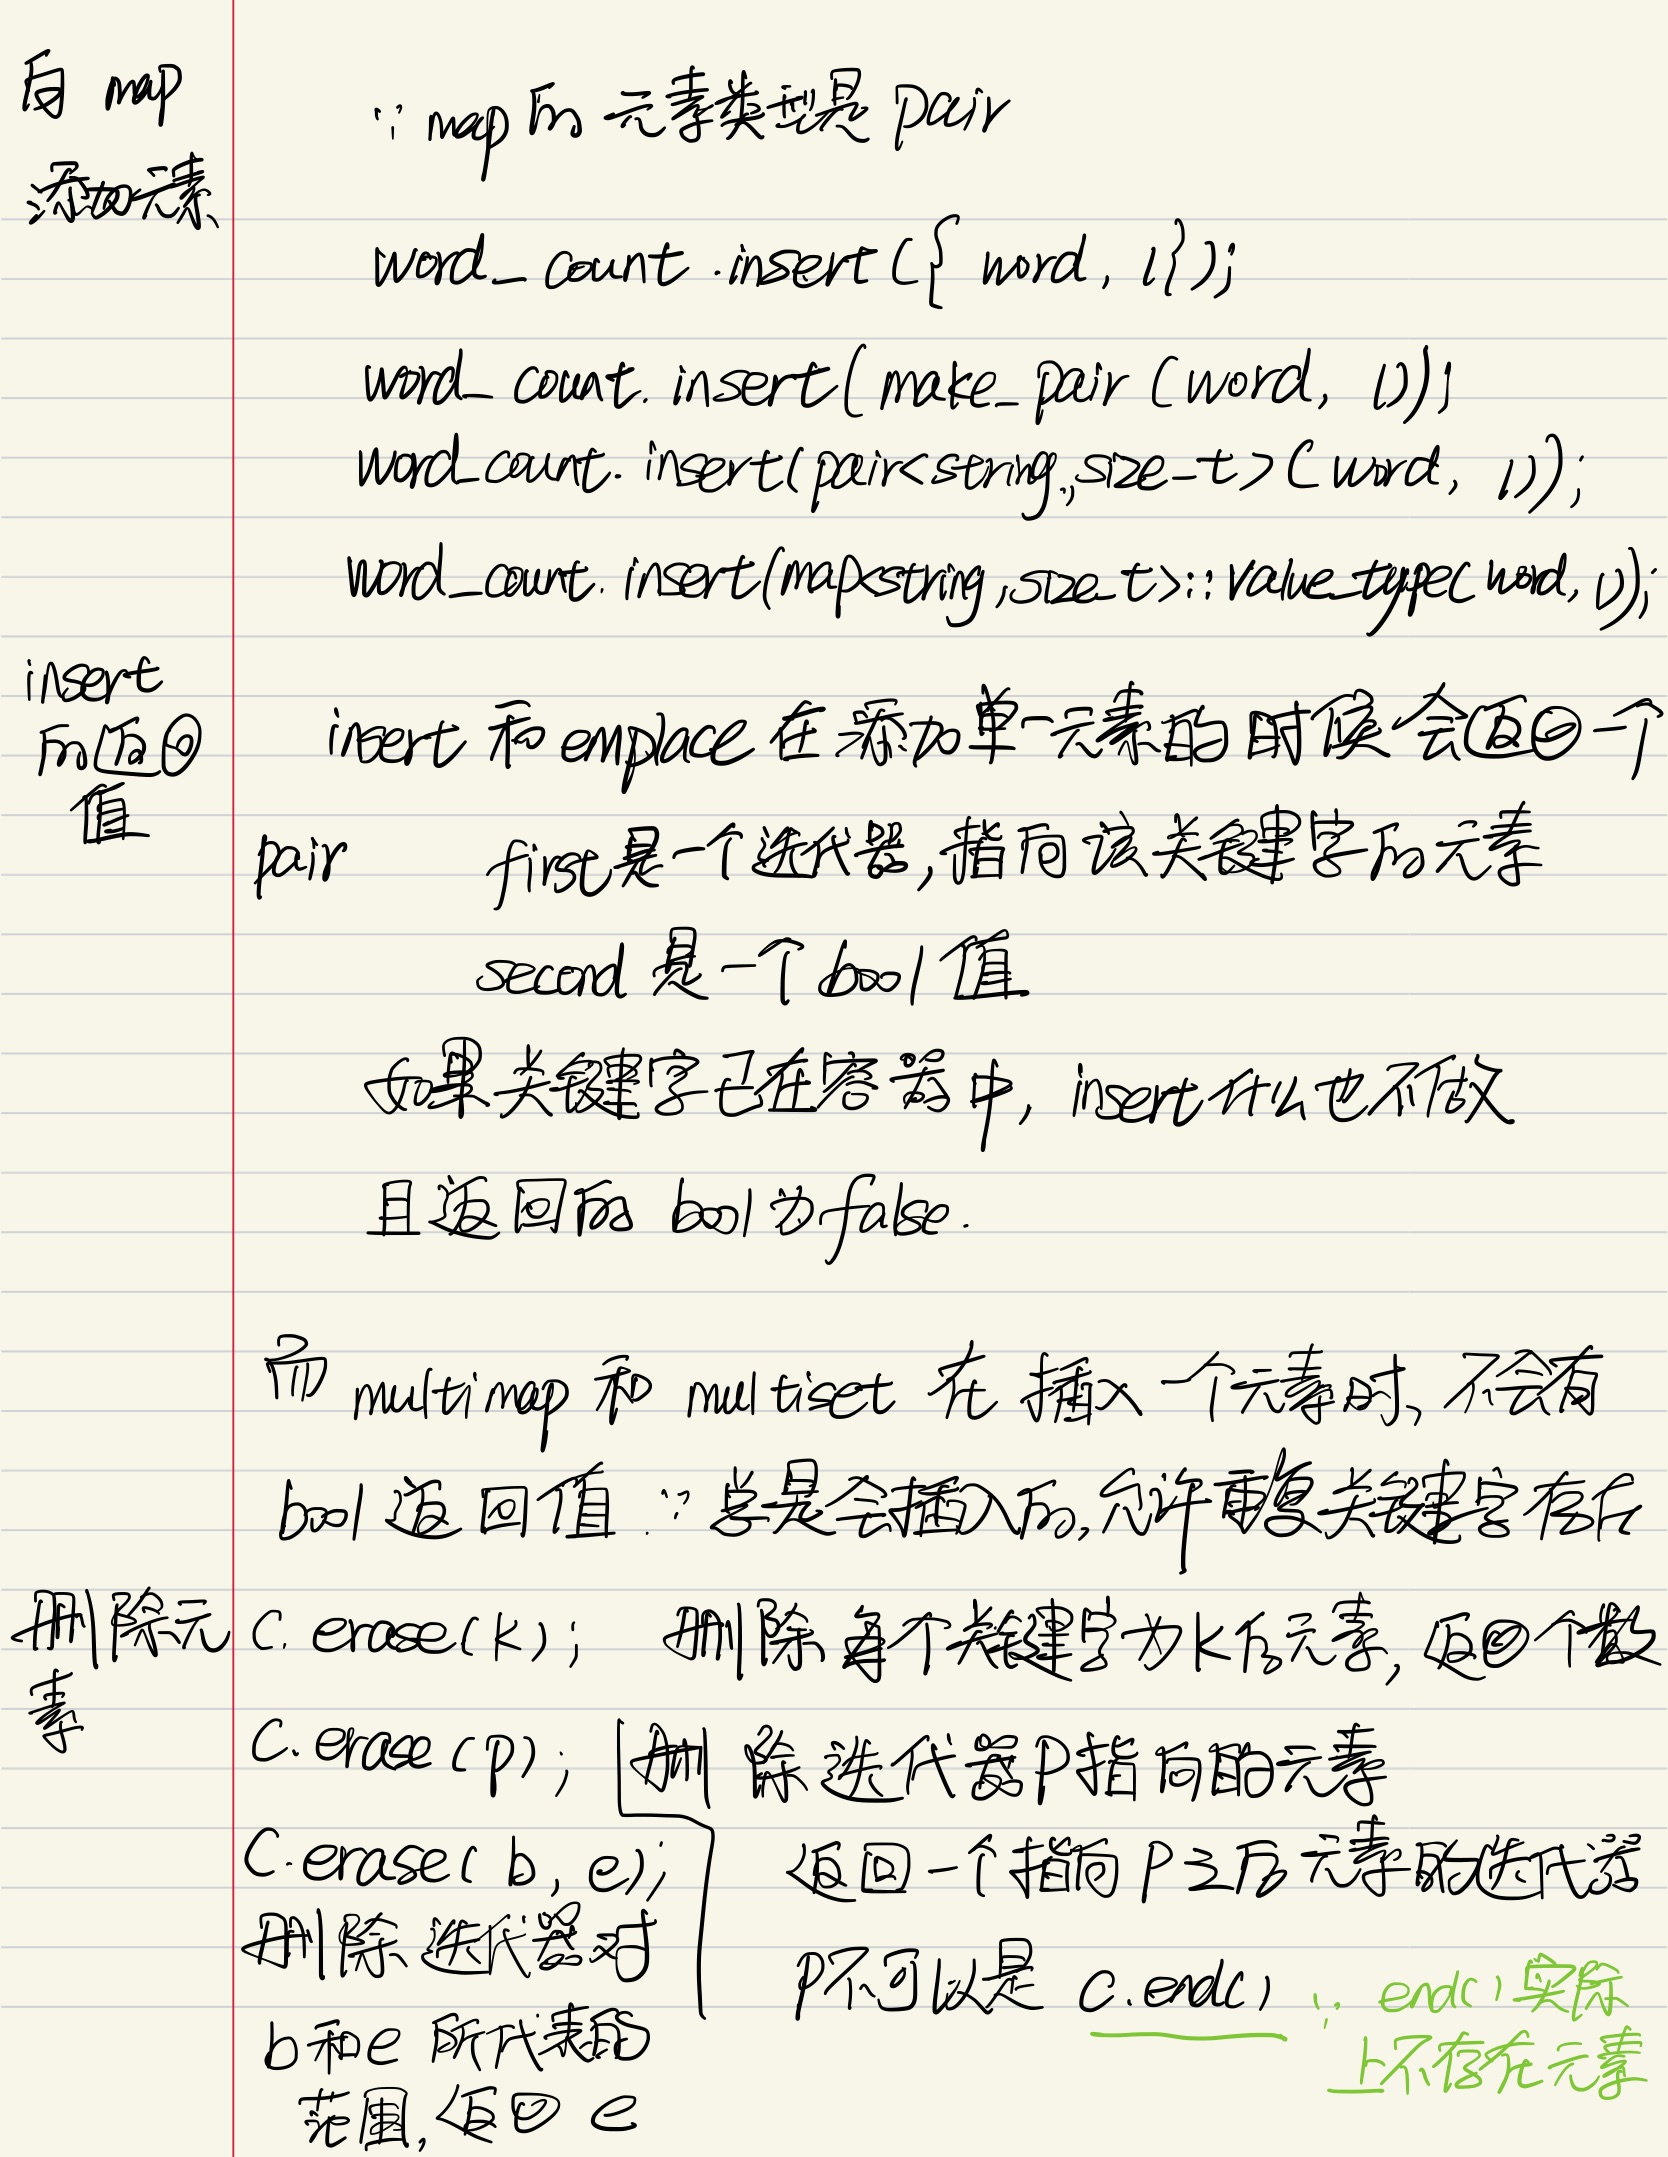 向 map
添加元素
∵ map 的 元素类型是 pair
word_count.insert({ word, 1});
word_count.insert(make_pair(word, 1));
word_count.insert(pair<string,size_t>(word, 1));
word_count.insert(map<string,size_t>::value_type(word,1));
insert
的返回
值
insert 和 emplace 在添加单一元素的时候会返回一个
pair first是一个迭代器,指向该关键字的元素
second 是一个 bool 值
如果关键字已在容器中, insert 什么也不做
且返回的 bool 为 false.
而 multimap 和 multiset 在 插入 一个元素时, 不会有
bool 返回值 ∵ 总是会插入的,允许重复关键字存在
删除元
素
C. erase(k); 删除每个关键字为k的元素, 返回个数
C. erase(p); 删除迭代器p指向的元素
返回一个指向 p 之后元素的迭代器
p不可以是 c.end() ∵ end()实际
上不存在元素
C.erase( b, e);
删除迭代器对
b和e 所代表的
范围, 返回 e